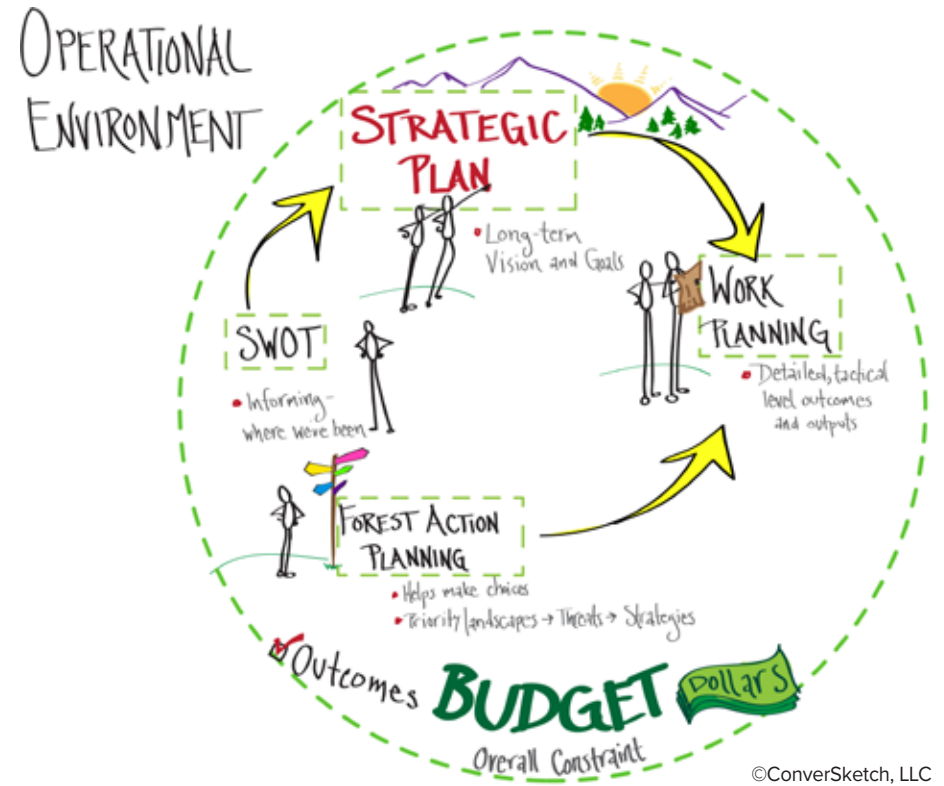 OPERATIONAL
ENVIRONMENT
STRATEGIC
PLAN
• Long-term
Vision and Goals
SWOT
• Informing-
where we've been
WORK
PLANNING
• Detailed, tactical
level outcomes
and outputs
FOREST ACTION
PLANNING
• Helps make choices
• Priority landscapes → Threats → Strategies
Outcomes
BUDGET
Dollars
Overall Constraint
©ConverSketch, LLC